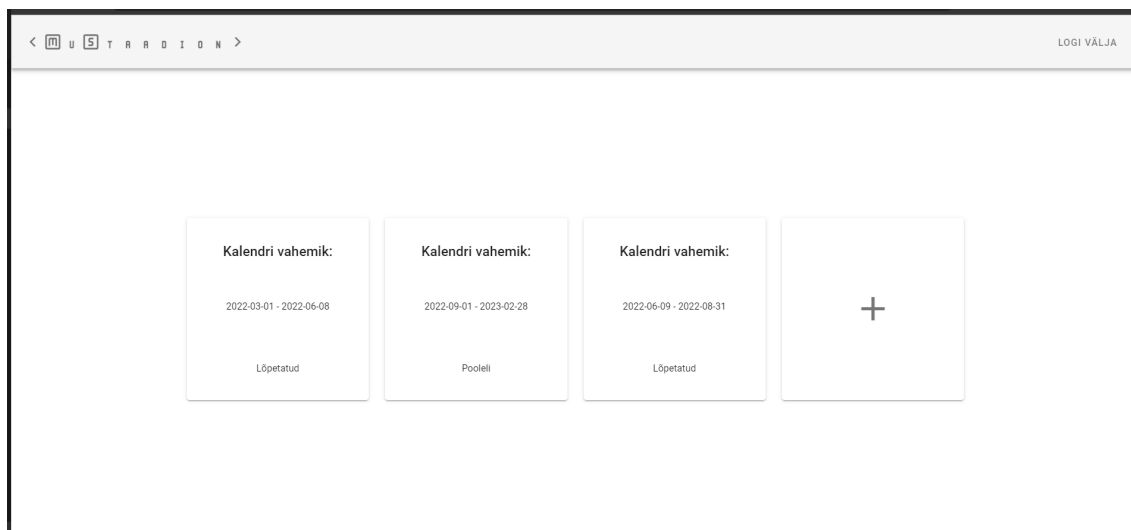 < MUSTRADION >
LOGI VÄLJA
Kalendri vahemik:
2022-03-01 - 2022-06-08
Lõpetatud
Kalendri vahemik:
2022-09-01 - 2023-02-28
Pooleli
Kalendri vahemik:
2022-06-09 - 2022-08-31
Lõpetatud
+